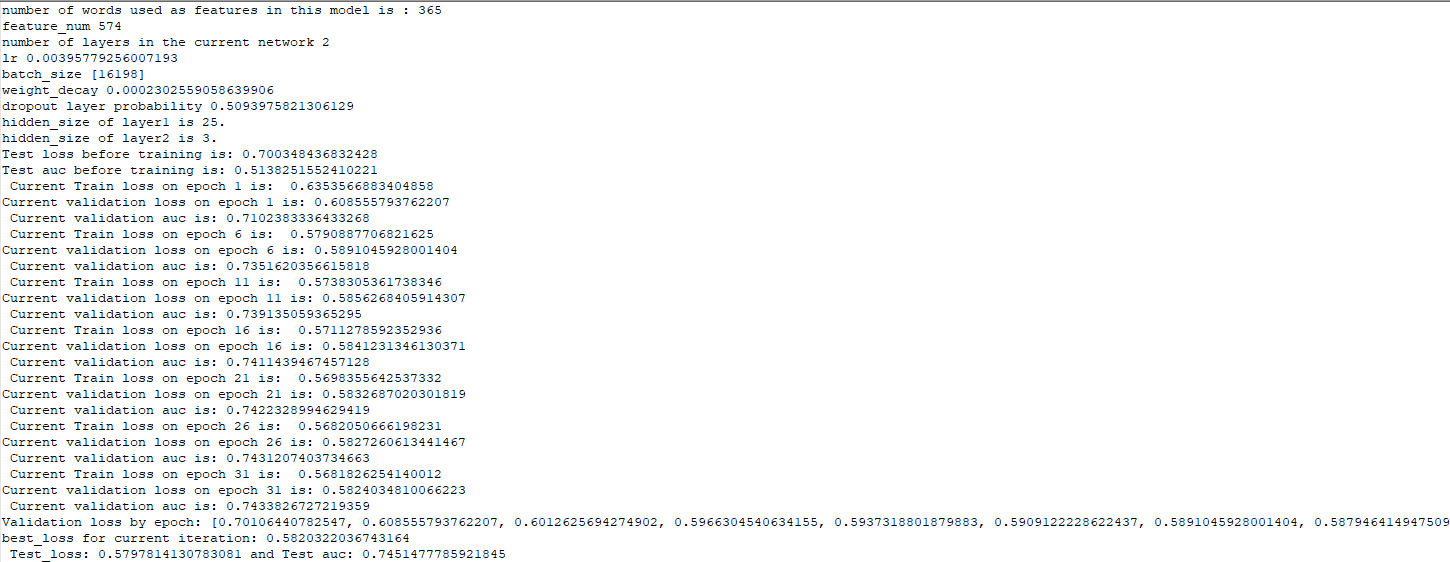 number of words used as features in this model is : 365
feature_num 574
number of layers in the current network 2
lr 0.00395779256007193
batch_size [16198]
weight_decay 0.0002302559058639906
dropout layer probability 0.5093975821306129
hidden_size of layer1 is 25.
hidden_size of layer2 is 3.
Test loss before training is: 0.700348436832428
Test auc before training is: 0.5138251552410221
Current Train loss on epoch 1 is:  0.6353566883404858
Current validation loss on epoch 1 is: 0.608555793762207
Current validation auc is: 0.7102383336433268
Current Train loss on epoch 6 is:  0.5790887706821625
Current validation loss on epoch 6 is: 0.5891045928001404
Current validation auc is: 0.7351620356615818
Current Train loss on epoch 11 is:  0.5738305361738346
Current validation loss on epoch 11 is: 0.5856268405914307
Current validation auc is: 0.739135059365295
Current Train loss on epoch 16 is:  0.5711278592352936
Current validation loss on epoch 16 is: 0.5841231346130371
Current validation auc is: 0.7411439467457128
Current Train loss on epoch 21 is:  0.5698355642537332
Current validation loss on epoch 21 is: 0.5832687020301819
Current validation auc is: 0.7422328994629419
Current Train loss on epoch 26 is:  0.5682050666198231
Current validation loss on epoch 26 is: 0.5827260613441467
Current validation auc is: 0.7431207403734663
Current Train loss on epoch 31 is:  0.5681826254140012
Current validation loss on epoch 31 is: 0.5824034810066223
Current validation auc is: 0.7433826727219359
Validation loss by epoch: [0.70106440782547, 0.608555793762207, 0.6012625694274902, 0.5966304540634155, 0.5937318801879883, 0.5909122228622437, 0.5891045928001404, 0.587946414947509
best_loss for current iteration: 0.5820322036743164
Test_loss: 0.5797814130783081 and Test auc: 0.7451477785921845